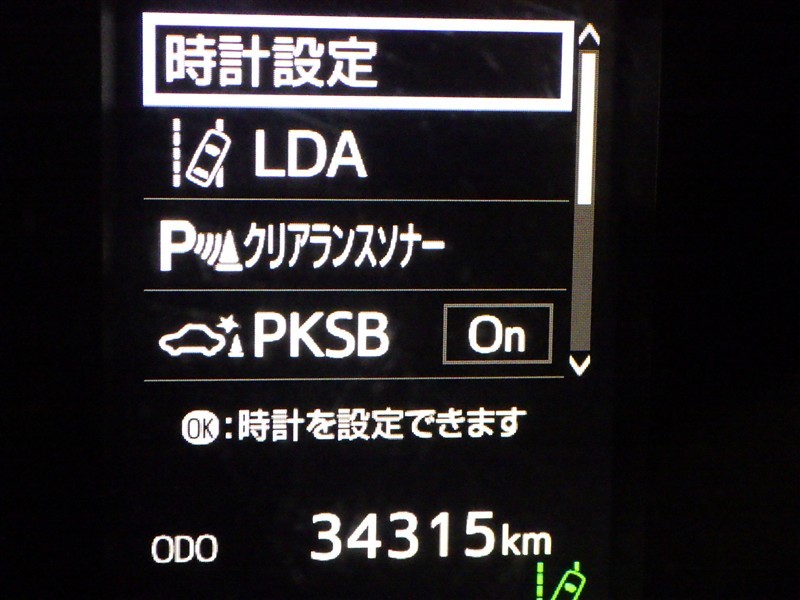 時計設定
LDA
Pクリアランスソナー
PKSB On
OK:時計を設定できます
ODO 34315km